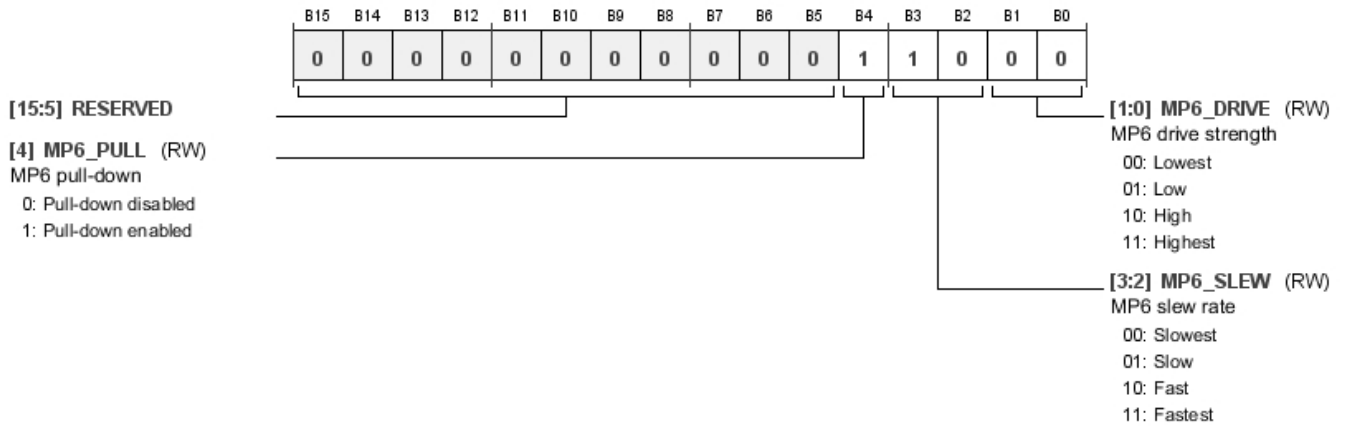 B15 B14 B13 B12 B11 B10 B9 B8 B7 B6 B5 B4 B3 B2 B1 B0
0 0 0 0 0 0 0 0 0 0 0 1 1 0 0 0
[15:5] RESERVED
[4] MP6_PULL (RW)
MP6 pull-down
0: Pull-down disabled
1: Pull-down enabled
[1:0] MP6_DRIVE (RW)
MP6 drive strength
00: Lowest
01: Low
10: High
11: Highest
[3:2] MP6_SLEW (RW)
MP6 slew rate
00: Slowest
01: Slow
10: Fast
11: Fastest